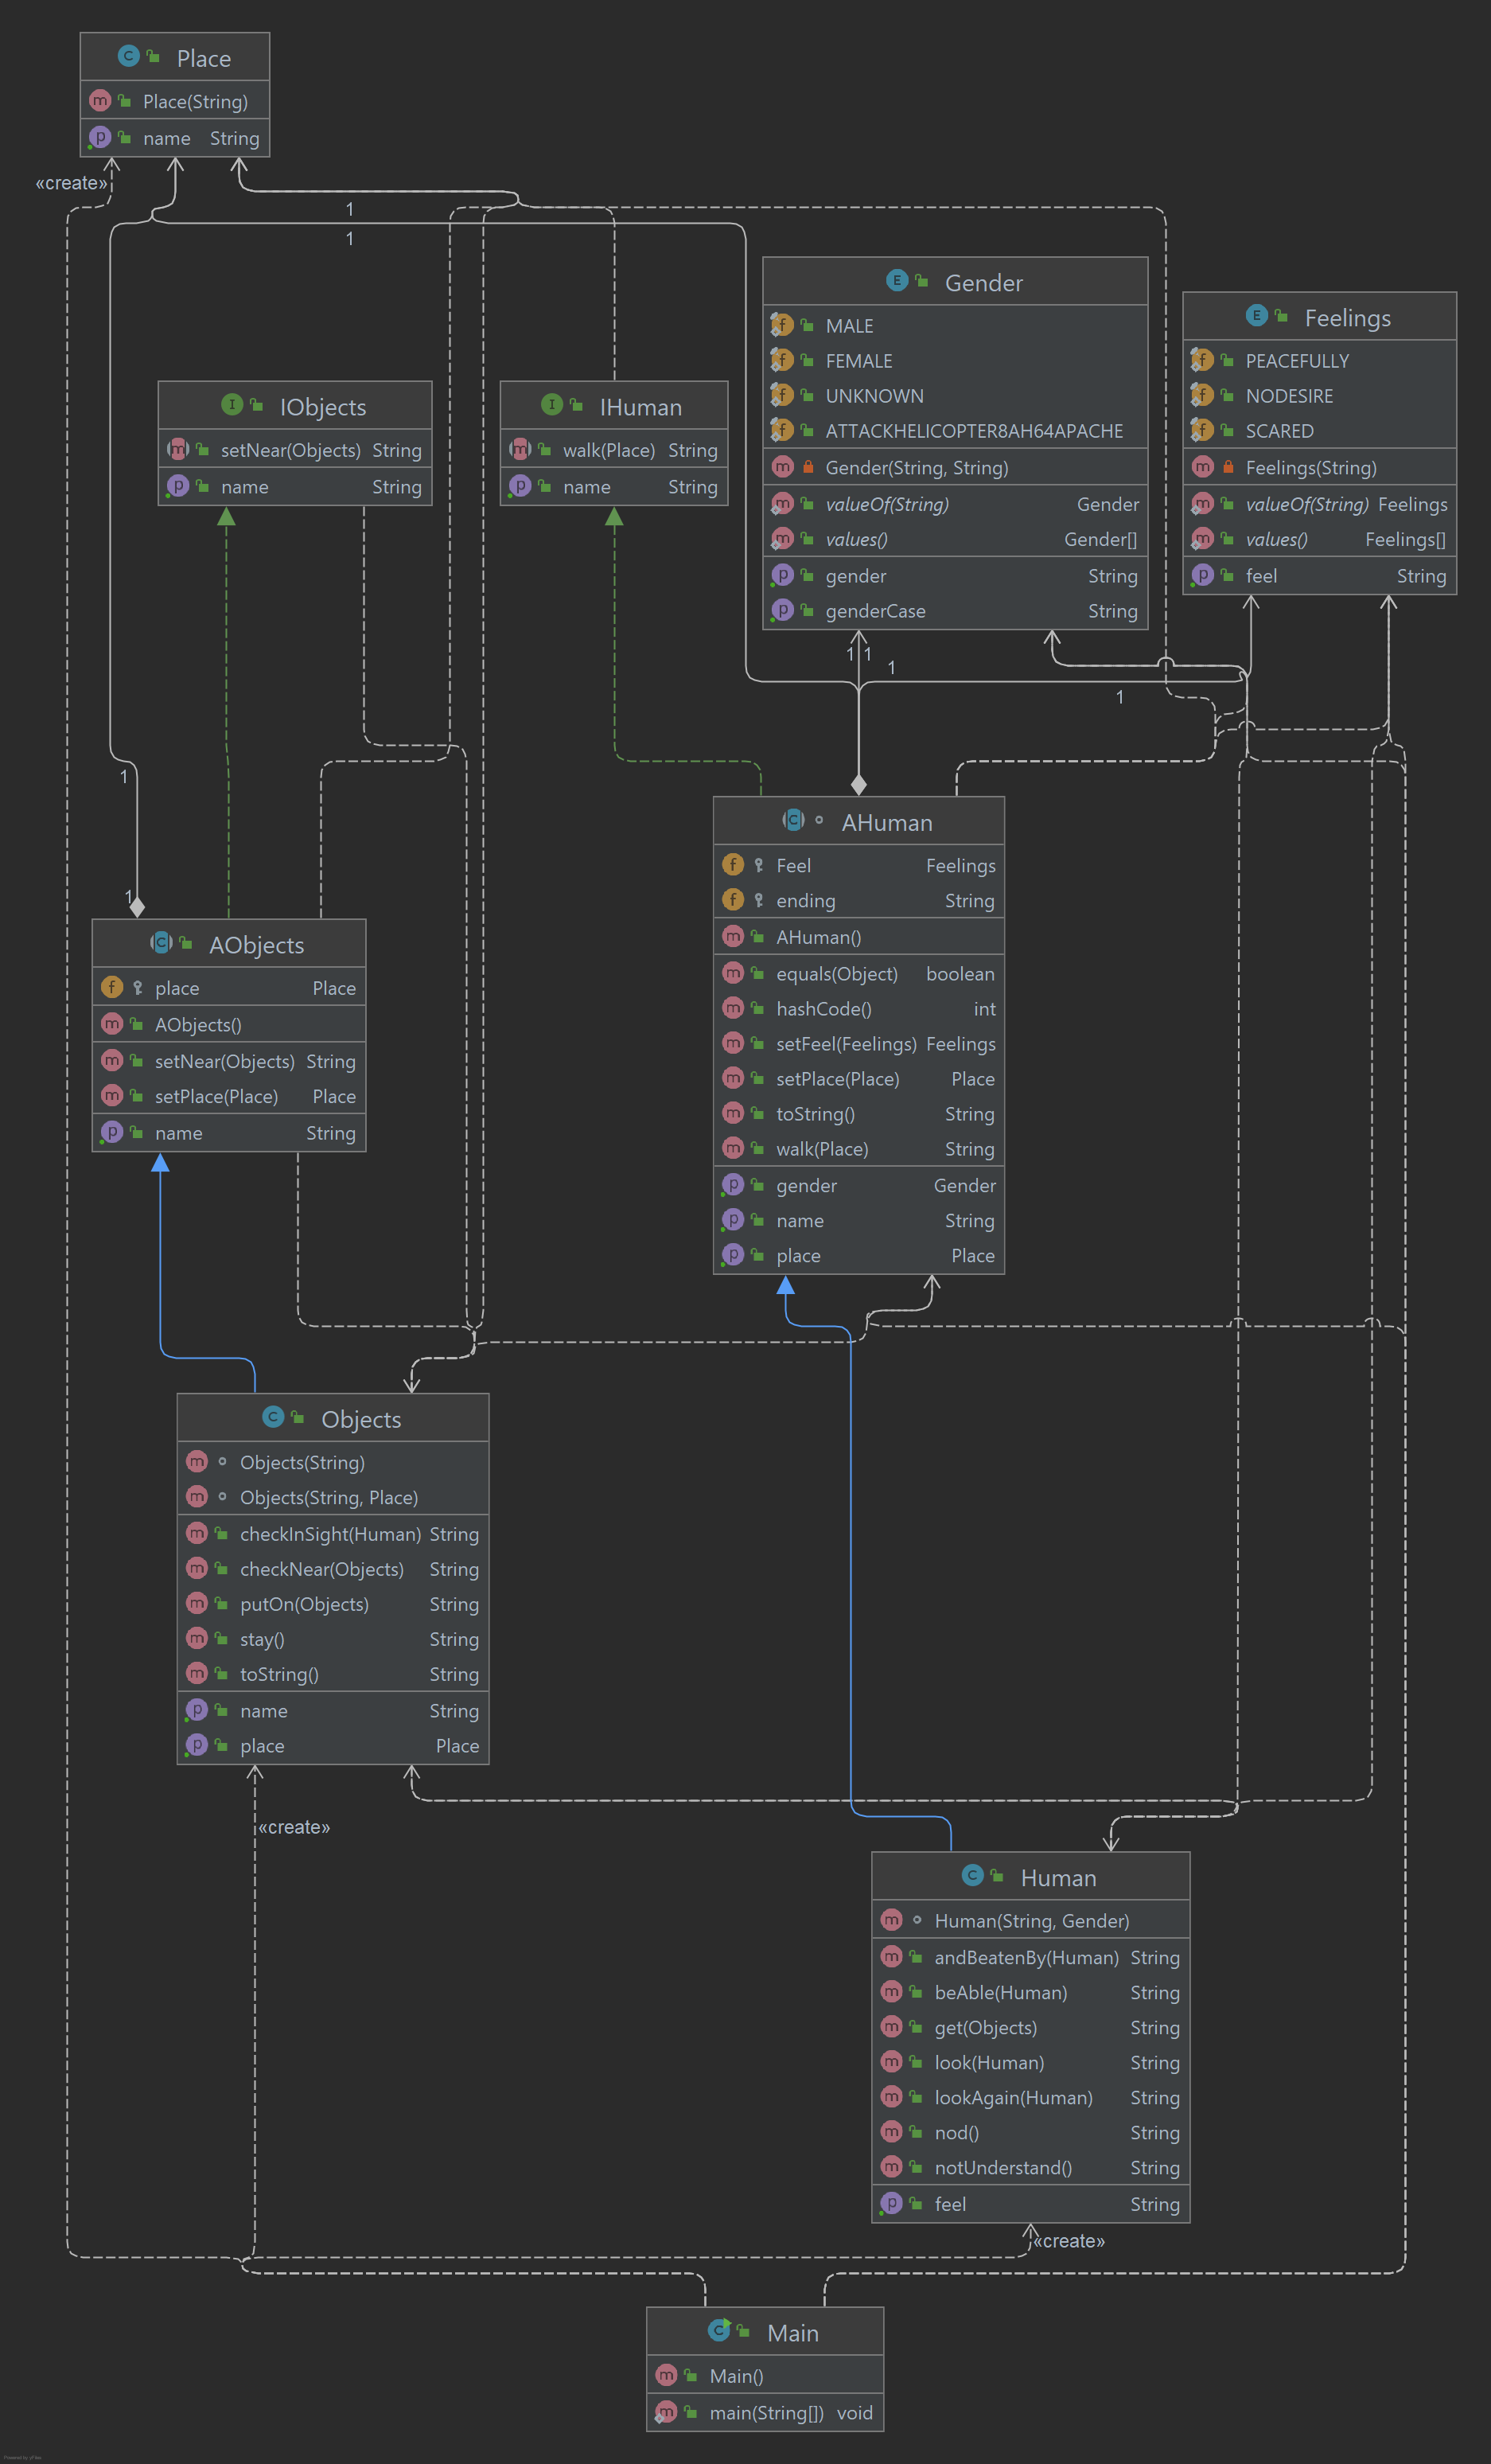 Place
Place(String)
name String
«create»
1
1
Gender
MALE
FEMALE
UNKNOWN
ATTACKHELICOPTER8AH64APACHE
Gender(String, String)
valueOf(String) Gender
values() Gender[]
gender String
genderCase String
Feelings
PEACEFULLY
NODESIRE
SCARED
Feelings(String)
valueOf(String) Feelings
values() Feelings[]
feel String
IObjects
setNear(Objects) String
name String
IHuman
walk(Place) String
name String
1
1
1
1
1
1
AHuman
Feel Feelings
ending String
AHuman()
equals(Object) boolean
hashCode() int
setFeel(Feelings) Feelings
setPlace(Place) Place
toString() String
walk(Place) String
gender Gender
name String
place Place
AObjects
place Place
AObjects()
setNear(Objects) String
setPlace(Place) Place
name String
Objects
Objects(String)
Objects(String, Place)
checkInSight(Human) String
checkNear(Objects) String
putOn(Objects) String
stay() String
toString() String
name String
place Place
«create»
Human
Human(String, Gender)
andBeatenBy(Human) String
beAble(Human) String
get(Objects) String
look(Human) String
lookAgain(Human) String
nod() String
notUnderstand() String
feel String
«create»
Main
Main()
main(String[]) void
Powered by yFiles